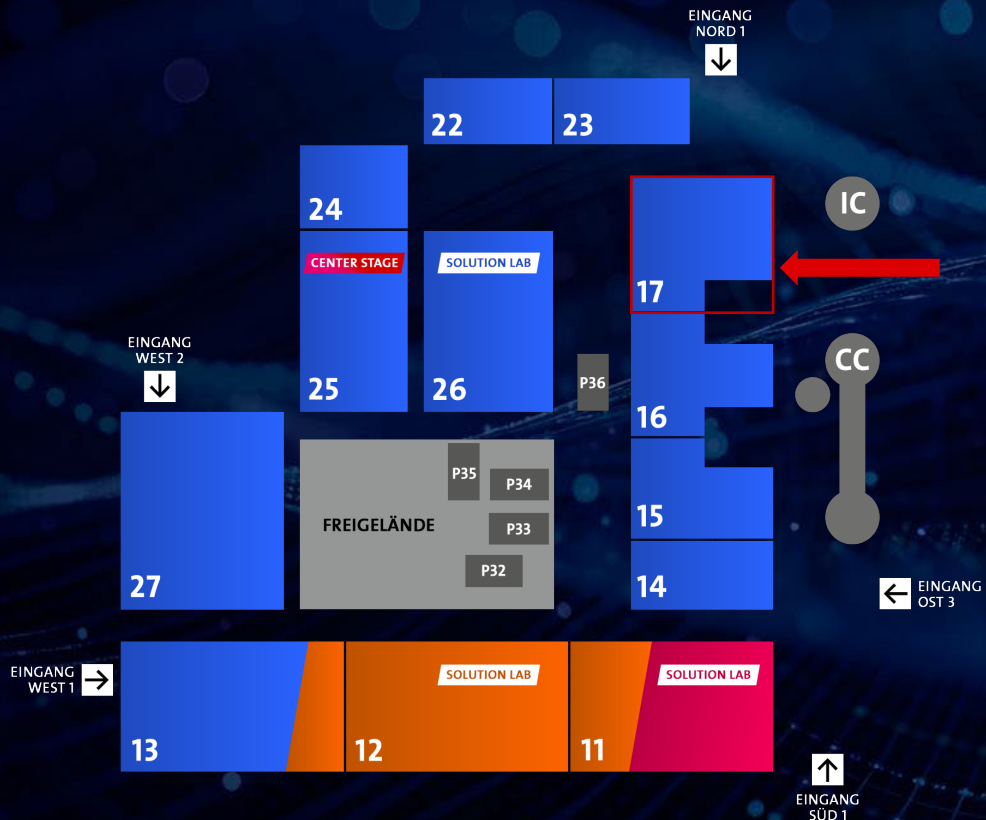 EINGANG
NORD 1
22
23
24
IC
CENTER STAGE
SOLUTION LAB
17
EINGANG
WEST 2
CC
25
26
P36
16
P35
P34
FREIGELÄNDE
P33
15
P32
27
14
EINGANG
OST 3
EINGANG
WEST 1
SOLUTION LAB
SOLUTION LAB
13
12
11
EINGANG
SÜD 1